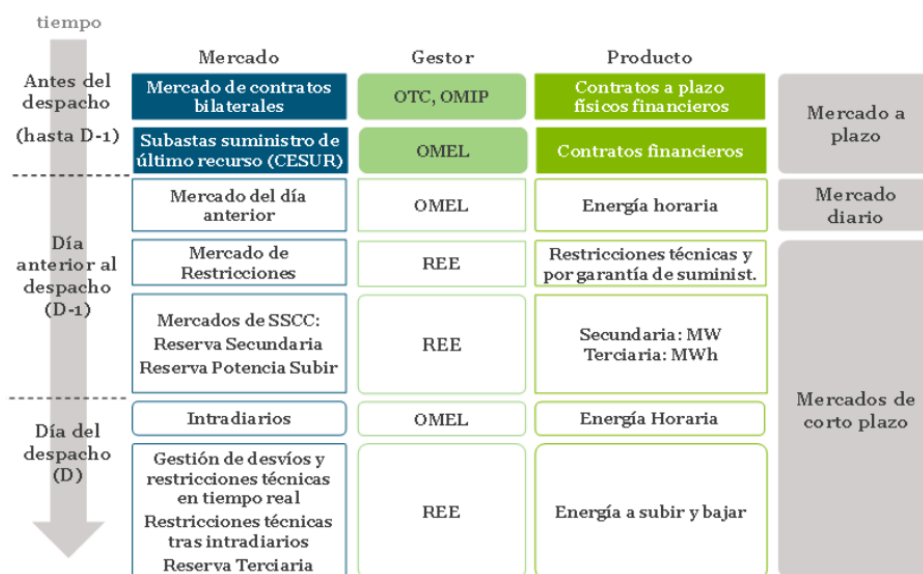 tiempo
Mercado
Gestor
Producto
Antes del
despacho
(hasta D-1)
Mercado de contratos
bilaterales
OTC, OMIP
Contratos a plazo
físicos financieros
Mercado a
plazo
Subastas suministro de
último recurso (CESUR)
OMEL
Contratos financieros
Día
anterior al
despacho
(D-1)
Mercado del día
anterior
OMEL
Energía horaria
Mercado
diario
Mercado de
Restricciones
REE
Restricciones técnicas y
por garantía de suminist.
Mercados de SSCC:
Reserva Secundaria
Reserva Potencia Subir
REE
Secundaria: MW
Terciaria: MWh
Mercados de
corto plazo
Día del
despacho
(D)
Intradiarios
OMEL
Energía Horaria
Gestión de desvíos y
restricciones técnicas
en tiempo real
Restricciones técnicas
tras intradiarios
Reserva Terciaria
REE
Energía a subir y bajar